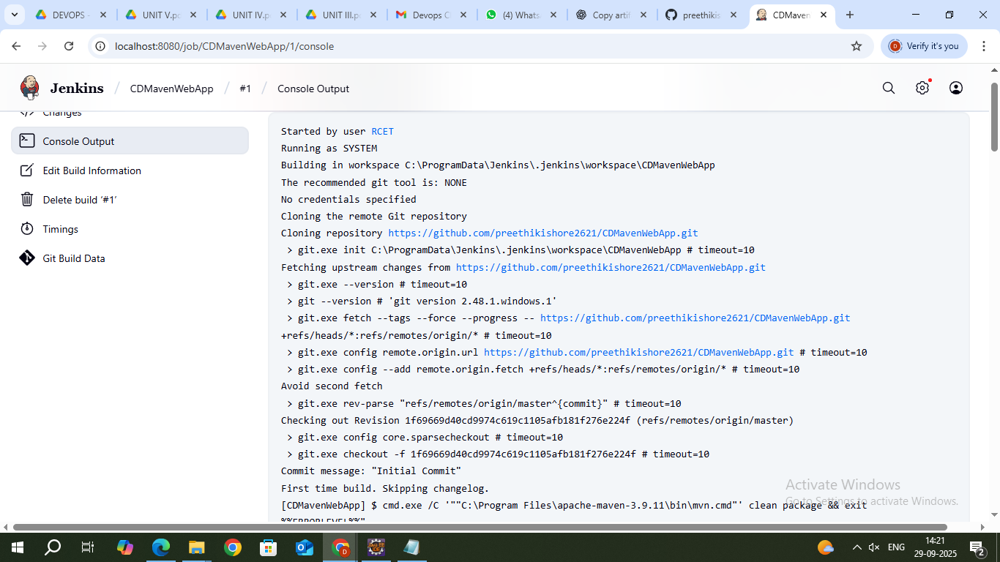 DEVOPS -
UNIT V.pd
UNIT IV.p
UNIT III.p
Devops C
(4) Whats
Copy artif
preethikis
CDMaven
localhost:8080/job/CDMavenWebApp/1/console
D
Verify it's you
Jenkins / CDMavenWebApp / #1 / Console Output
Changes
Console Output
Edit Build Information
Delete build ‘#1’
Timings
Git Build Data
Started by user RCET
Running as SYSTEM
Building in workspace C:\ProgramData\Jenkins\.jenkins\workspace\CDMavenWebApp
The recommended git tool is: NONE
No credentials specified
Cloning the remote Git repository
Cloning repository https://github.com/preethikishore2621/CDMavenWebApp.git
> git.exe init C:\ProgramData\Jenkins\.jenkins\workspace\CDMavenWebApp # timeout=10
Fetching upstream changes from https://github.com/preethikishore2621/CDMavenWebApp.git
> git.exe --version # timeout=10
> git --version # 'git version 2.48.1.windows.1'
> git.exe fetch --tags --force --progress -- https://github.com/preethikishore2621/CDMavenWebApp.git
+refs/heads/*:refs/remotes/origin/* # timeout=10
> git.exe config remote.origin.url https://github.com/preethikishore2621/CDMavenWebApp.git # timeout=10
> git.exe config --add remote.origin.fetch +refs/heads/*:refs/remotes/origin/* # timeout=10
Avoid second fetch
> git.exe rev-parse "refs/remotes/origin/master^{commit}" # timeout=10
Checking out Revision 1f69669d40cd9974c619c1105afb181f276e224f (refs/remotes/origin/master)
> git.exe config core.sparsecheckout # timeout=10
> git.exe checkout -f 1f69669d40cd9974c619c1105afb181f276e224f # timeout=10
Commit message: "Initial Commit"
First time build. Skipping changelog.
[CDMavenWebApp] $ cmd.exe /C '""C:\Program Files\apache-maven-3.9.11\bin\mvn.cmd"' clean package && exit
%%ERRORLEVEL%%"
Activate Windows
Go to Settings to activate Windows.
ENG
14:21
29-09-2025
2